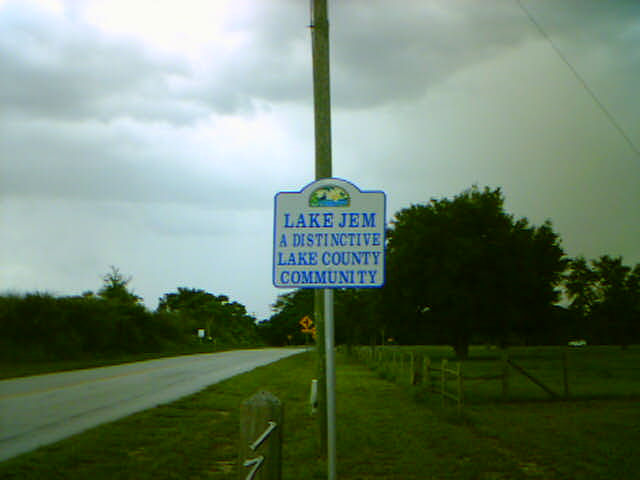 LAKE JEM
A DISTINCTIVE
LAKE COUNTY
COMMUNITY